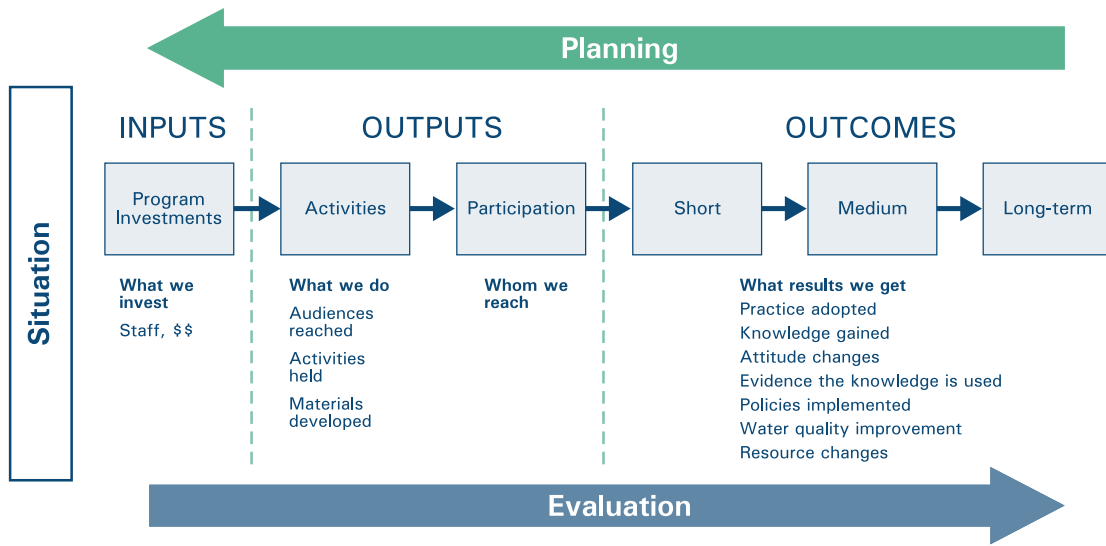 Planning
Situation
INPUTS
OUTPUTS
OUTCOMES
Program
Investments
Activities
Participation
Short
Medium
Long-term
What we
invest
Staff, $$
What we do
Audiences
reached
Activities
held
Materials
developed
Whom we
reach
What results we get
Practice adopted
Knowledge gained
Attitude changes
Evidence the knowledge is used
Policies implemented
Water quality improvement
Resource changes
Evaluation